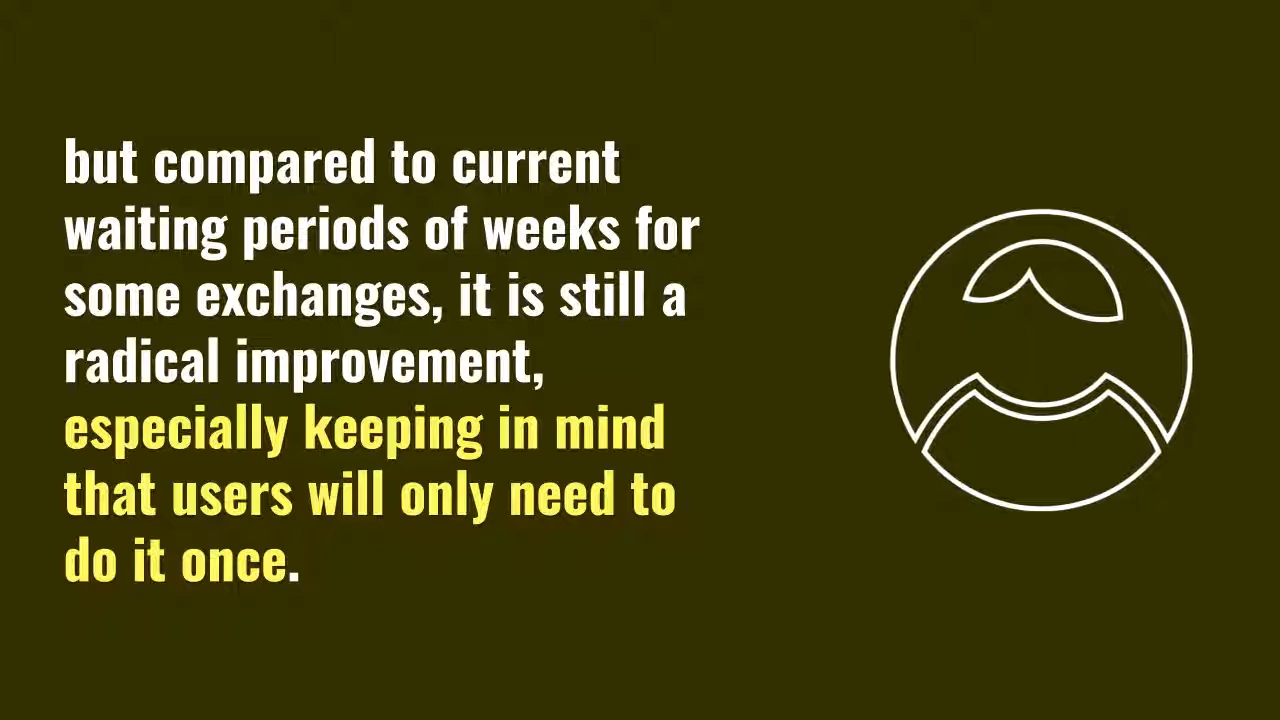 but compared to current
waiting periods of weeks for
some exchanges, it is still a
radical improvement,
especially keeping in mind
that users will only need to
do it once.